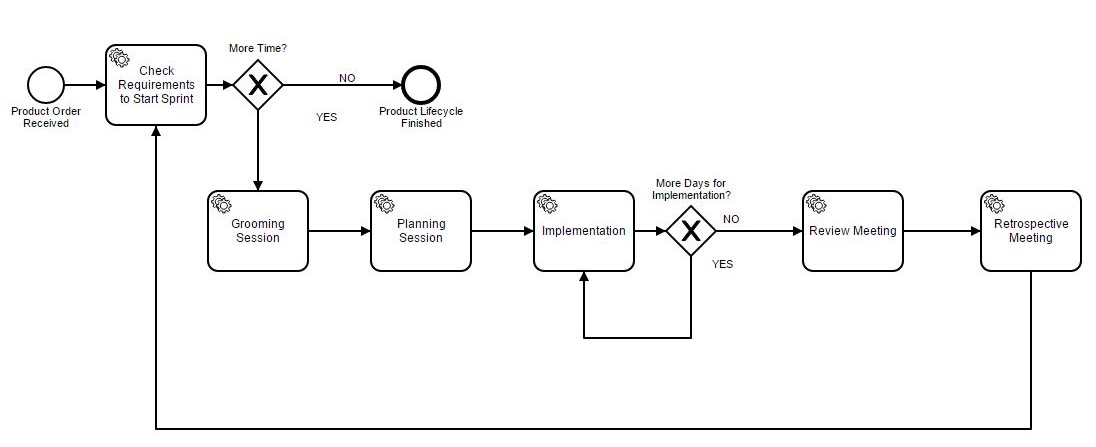 More Time?
Check
Requirements
to Start Sprint
X
NO
Product Order
Received
YES
Product Lifecycle
Finished
More Days for
Implementation?
Grooming
Session
Planning
Session
Implementation
X
NO
YES
Review Meeting
Retrospective
Meeting